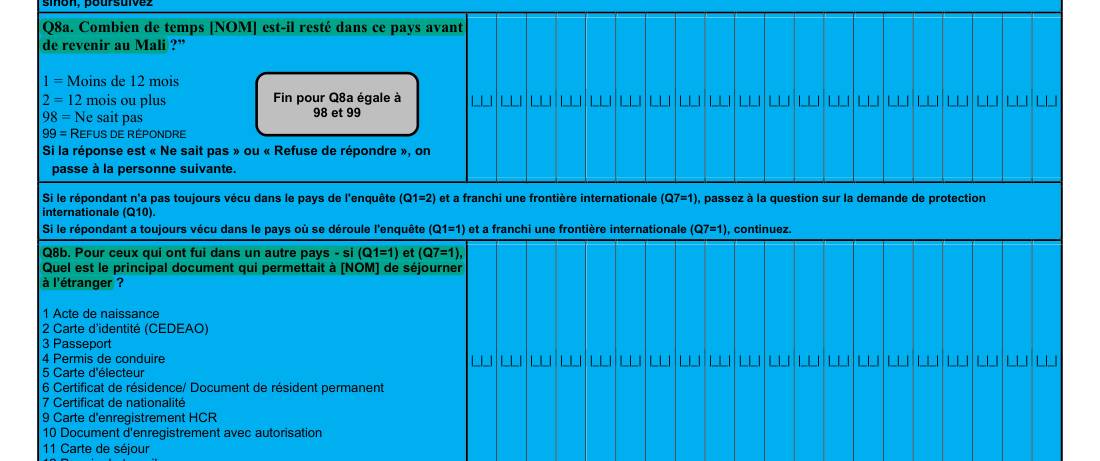 sinon, poursuivez
Q8a. Combien de temps [NOM] est-il resté dans ce pays avant
de revenir au Mali ?”
1 = Moins de 12 mois
2 = 12 mois ou plus
98 = Ne sait pas
99 = REFUS DE RÉPONDRE
Fin pour Q8a égale à
98 et 99
Si la réponse est « Ne sait pas » ou « Refuse de répondre », on
passe à la personne suivante.
Si le répondant n'a pas toujours vécu dans le pays de l'enquête (Q1=2) et a franchi une frontière internationale (Q7=1), passez à la question sur la demande de protection
internationale (Q10).
Si le répondant a toujours vécu dans le pays où se déroule l'enquête (Q1=1) et a franchi une frontière internationale (Q7=1), continuez.
Q8b. Pour ceux qui ont fui dans un autre pays - si (Q1=1) et (Q7=1),
Quel est le principal document qui permettait à [NOM] de séjourner
à l'étranger ?
1 Acte de naissance
2 Carte d’identité (CEDEAO)
3 Passeport
4 Permis de conduire
5 Carte d'électeur
6 Certificat de résidence/ Document de résident permanent
7 Certificat de nationalité
9 Carte d'enregistrement HCR
10 Document d'enregistrement avec autorisation
11 Carte de séjour